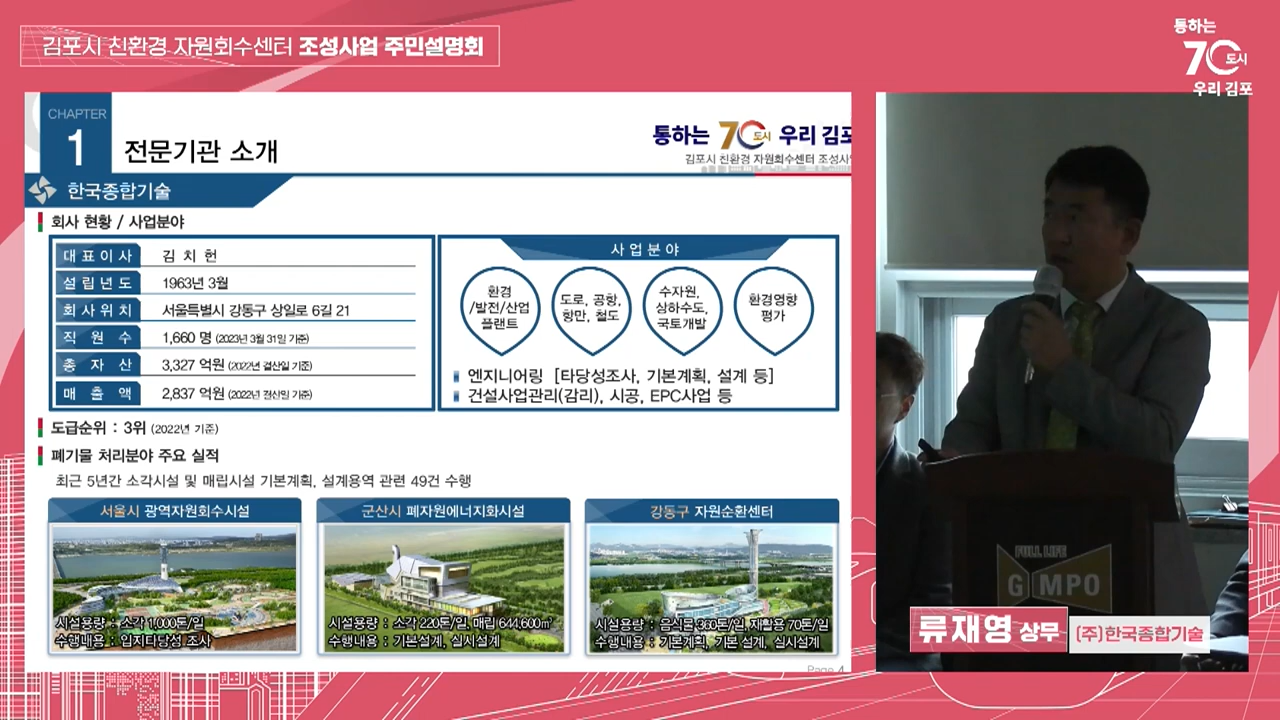 김포시 친환경 자원회수센터 조성사업 주민설명회
통하는
70 도시
우리 김포
CHAPTER
1
전문기관 소개
통하는 70 도시 우리 김포
김포시 친환경 자원회수센터 조성사업
한국종합기술
회사 현황 / 사업분야
대표이사 김 치 헌
설립년도 1963년 3월
회사위치 서울특별시 강동구 상일로 6길 21
직원수 1,660 명 (2023년 3월 31일 기준)
총자산 3,327 억원 (2022년 결산일 기준)
매출액 2,837 억원 (2022년 결산일 기준)
사업분야
환경
/발전/산업
플랜트
도로, 공항,
항만, 철도
수자원,
상하수도,
국토개발
환경영향
평가
엔지니어링 [타당성조사, 기본계획, 설계 등]
건설사업관리(감리), 시공, EPC사업 등
도급순위 : 3위 (2022년 기준)
폐기물 처리분야 주요 실적
최근 5년간 소각시설 및 매립시설 기본계획, 설계용역 관련 49건 수행
서울시 광역자원회수시설
시설용량 : 소각 1,000톤/일
수행내용 : 입지타당성 조사
군산시 폐자원에너지화시설
시설용량 : 소각 220톤/일, 매립 644,600㎥
수행내용 : 기본설계, 실시설계
강동구 자원순환센터
시설용량 : 음식물 360톤/일, 재활용 70톤/일
수행내용 : 기본계획, 기본 설계, 실시설계
Page 4
FULL LIFE
GIMPO
류재영 상무
(주)한국종합기술